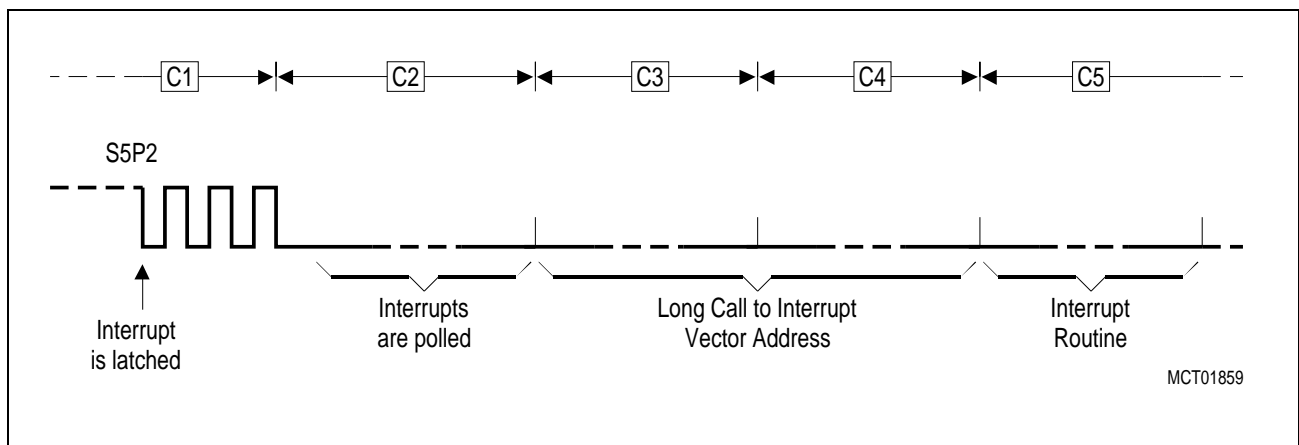 C1
C2
C3
C4
C5
S5P2
Interrupt
is latched
Interrupts
are polled
Long Call to Interrupt
Vector Address
Interrupt
Routine
MCT01859